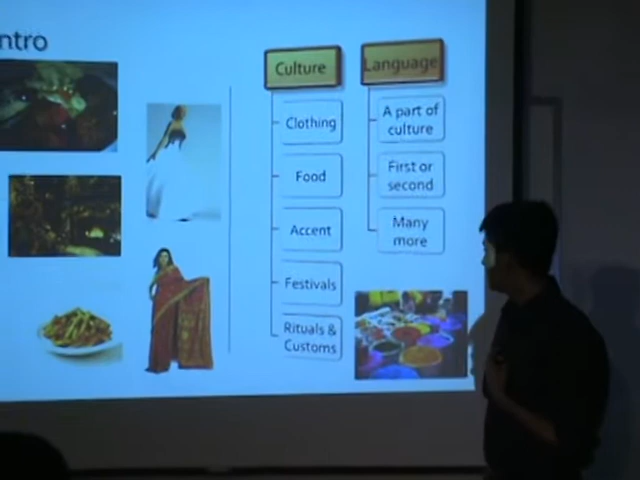 ntro
Culture
Clothing
Food
Accent
Festivals
Rituals &
Customs
Language
A part of
culture
First or
second
Many
more